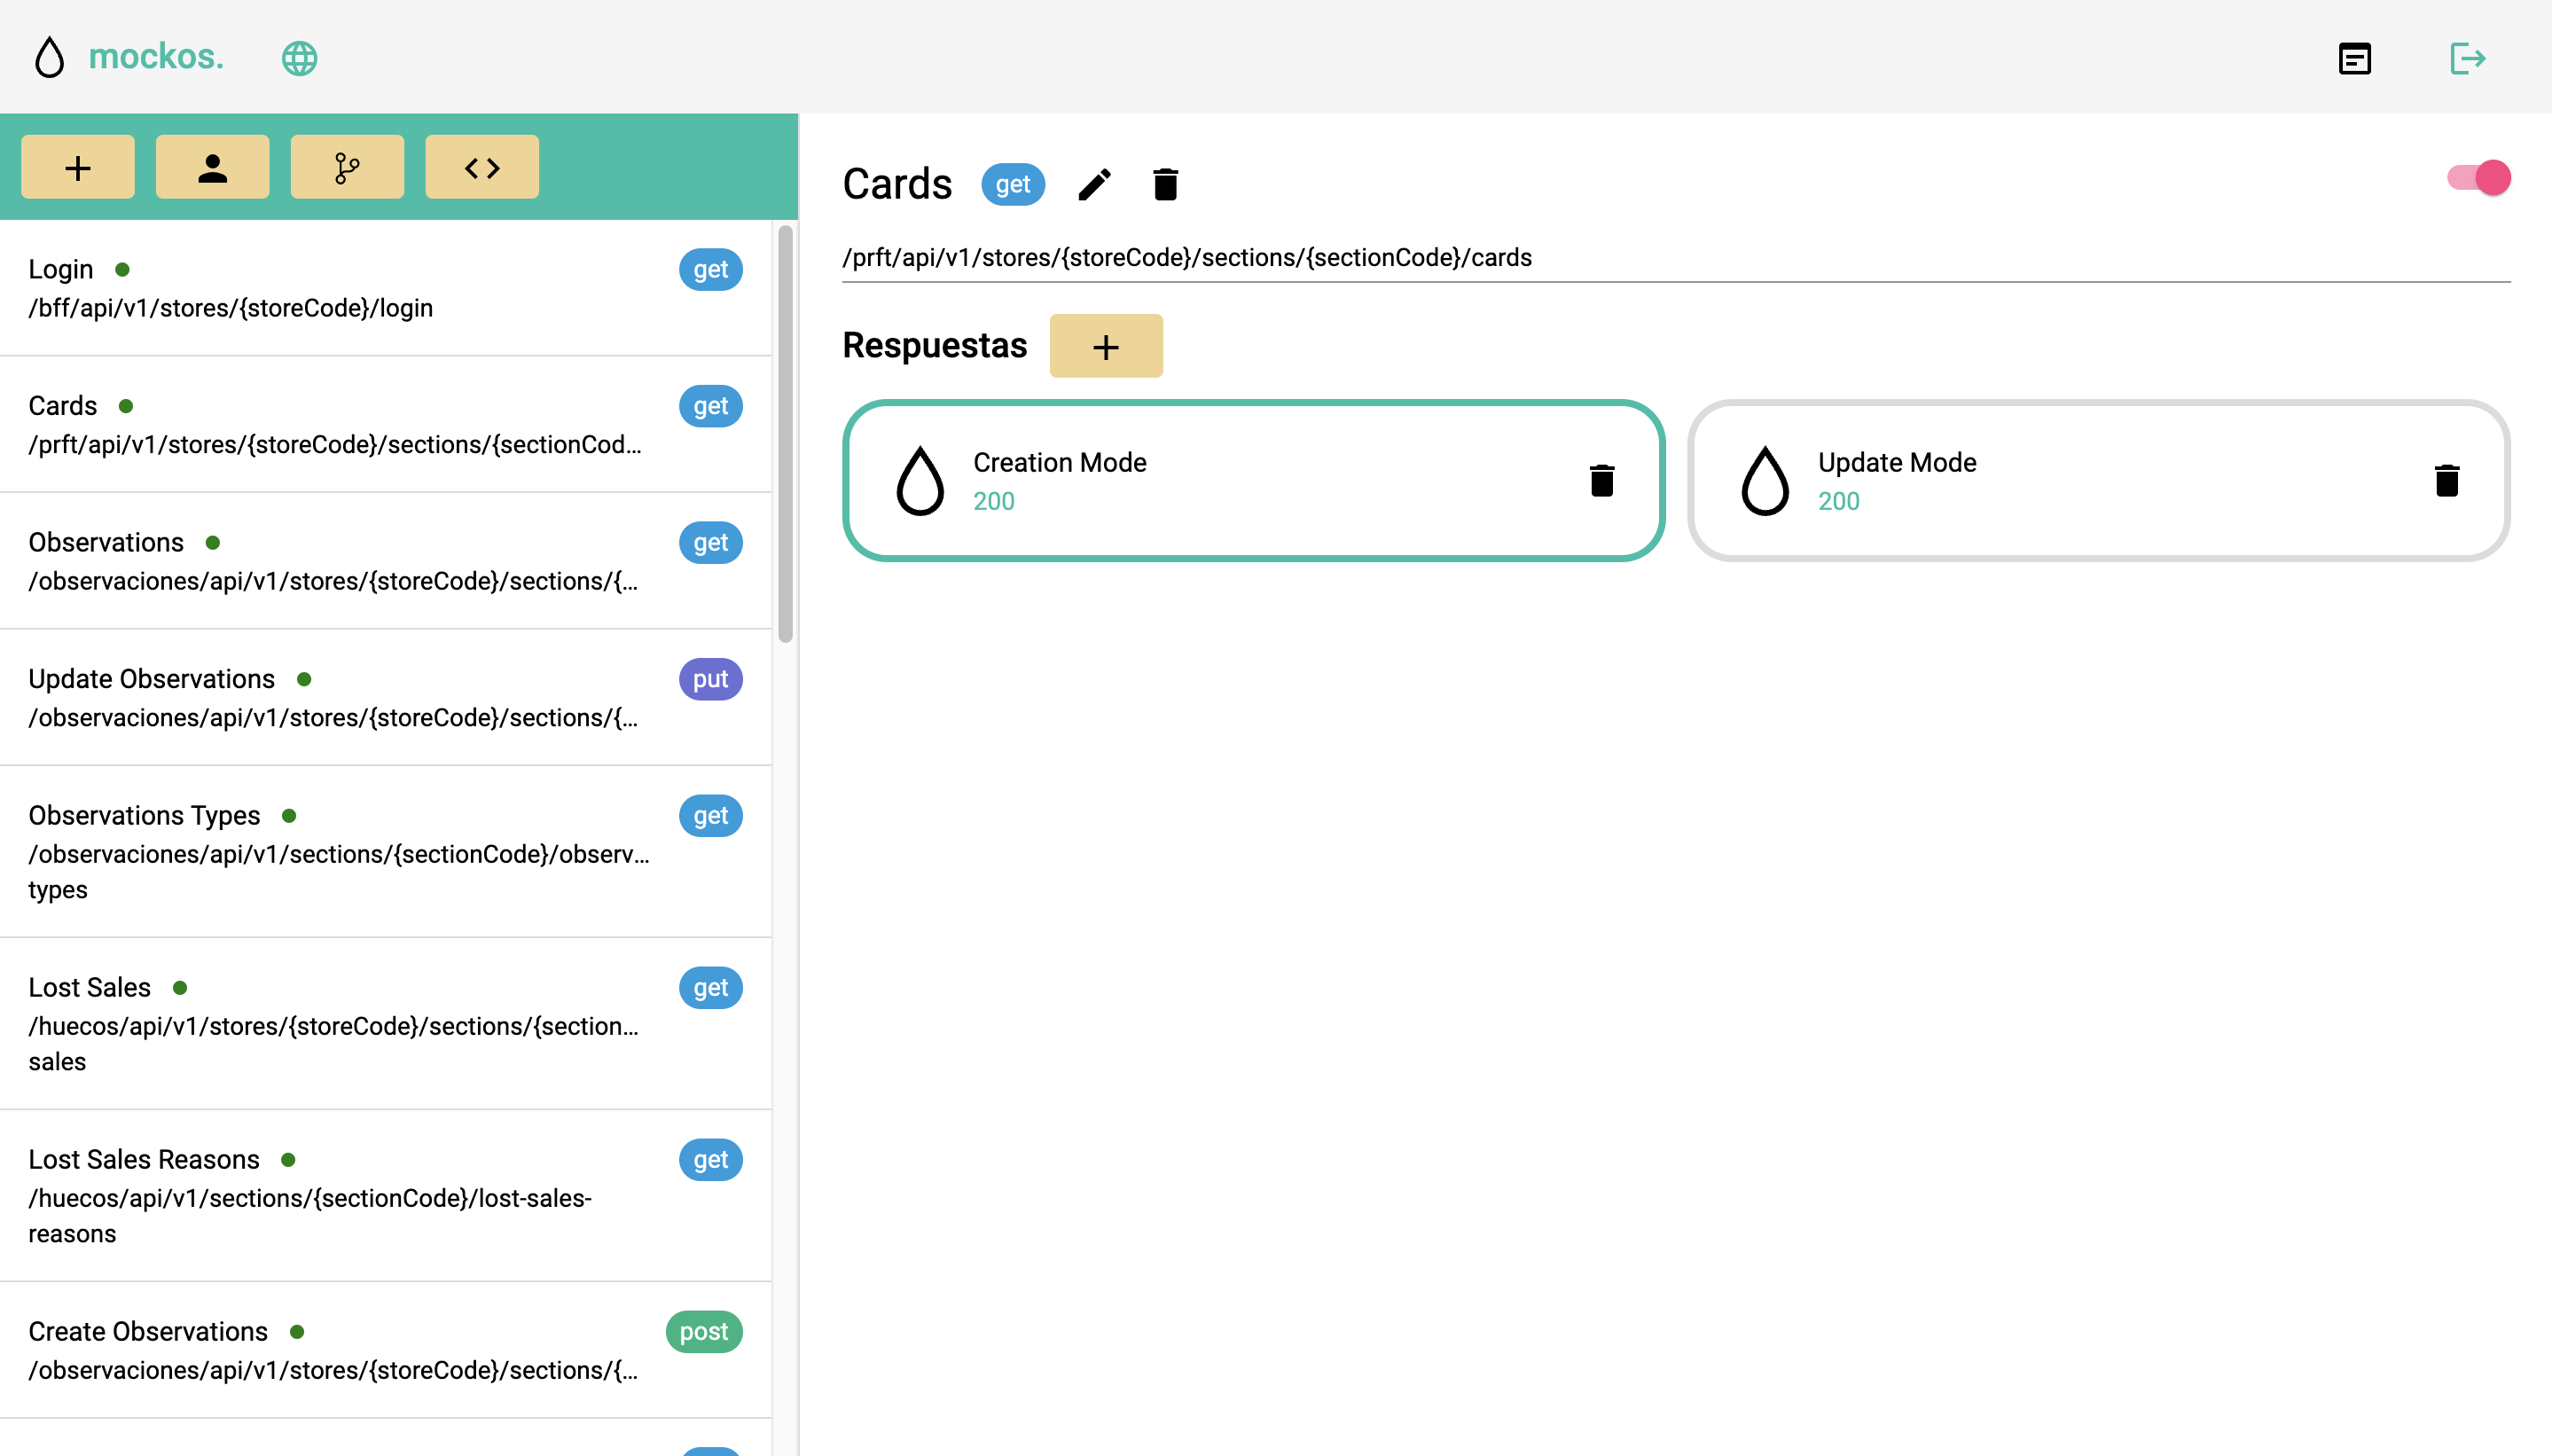 mockos.
Login
get
/bff/api/v1/stores/{storeCode}/login
Cards
get
/prft/api/v1/stores/{storeCode}/sections/{sectionCod...
Observations
get
/observaciones/api/v1/stores/{storeCode}/sections/{...
Update Observations
put
/observaciones/api/v1/stores/{storeCode}/sections/{...
Observations Types
get
/observaciones/api/v1/sections/{sectionCode}/observ...
types
Lost Sales
get
/huecos/api/v1/stores/{storeCode}/sections/{section...
sales
Lost Sales Reasons
get
/huecos/api/v1/sections/{sectionCode}/lost-sales-
reasons
Create Observations
post
/observaciones/api/v1/stores/{storeCode}/sections/{...
Cards
get
/prft/api/v1/stores/{storeCode}/sections/{sectionCode}/cards
Respuestas
Creation Mode
200
Update Mode
200